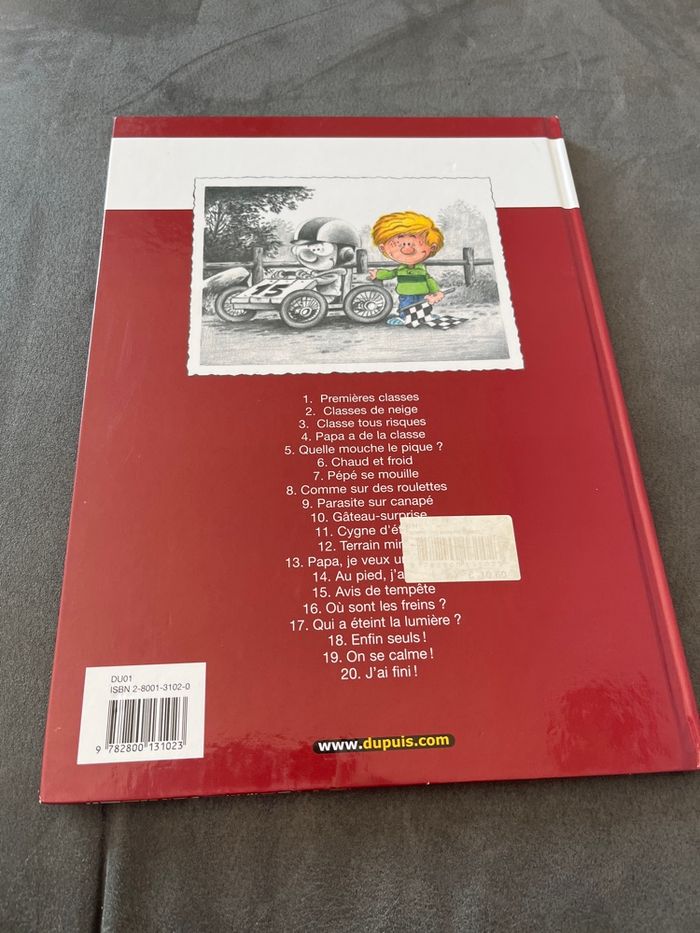 15
1. Premières classes
2. Classes de neige
3. Classe tous risques
4. Papa a de la classe
5. Quelle mouche le pique ?
6. Chaud et froid
7. Pépé se mouille
8. Comme sur des roulettes
9. Parasite sur canapé
10. Gâteau-surprise
11. Cygne
12. Terrain
13. Papa, je veux
14. Au pied,
15. Avis de tempête
16. Où sont les freins ?
17. Qui a éteint la lumière ?
18. Enfin seuls !
19. On se calme !
20. J'ai fini !
DU01
ISBN 2-8001-3102-0
9 782800 131023
www.dupuis.com